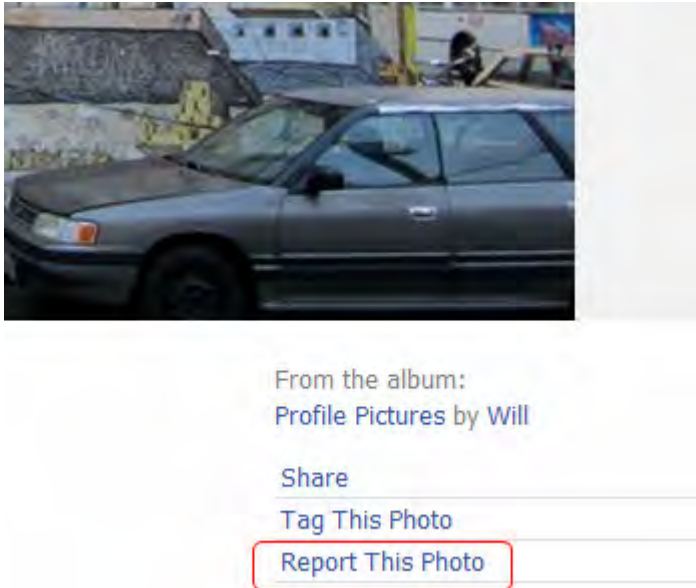 From the album:
Profile Pictures by Will
Share
Tag This Photo
Report This Photo